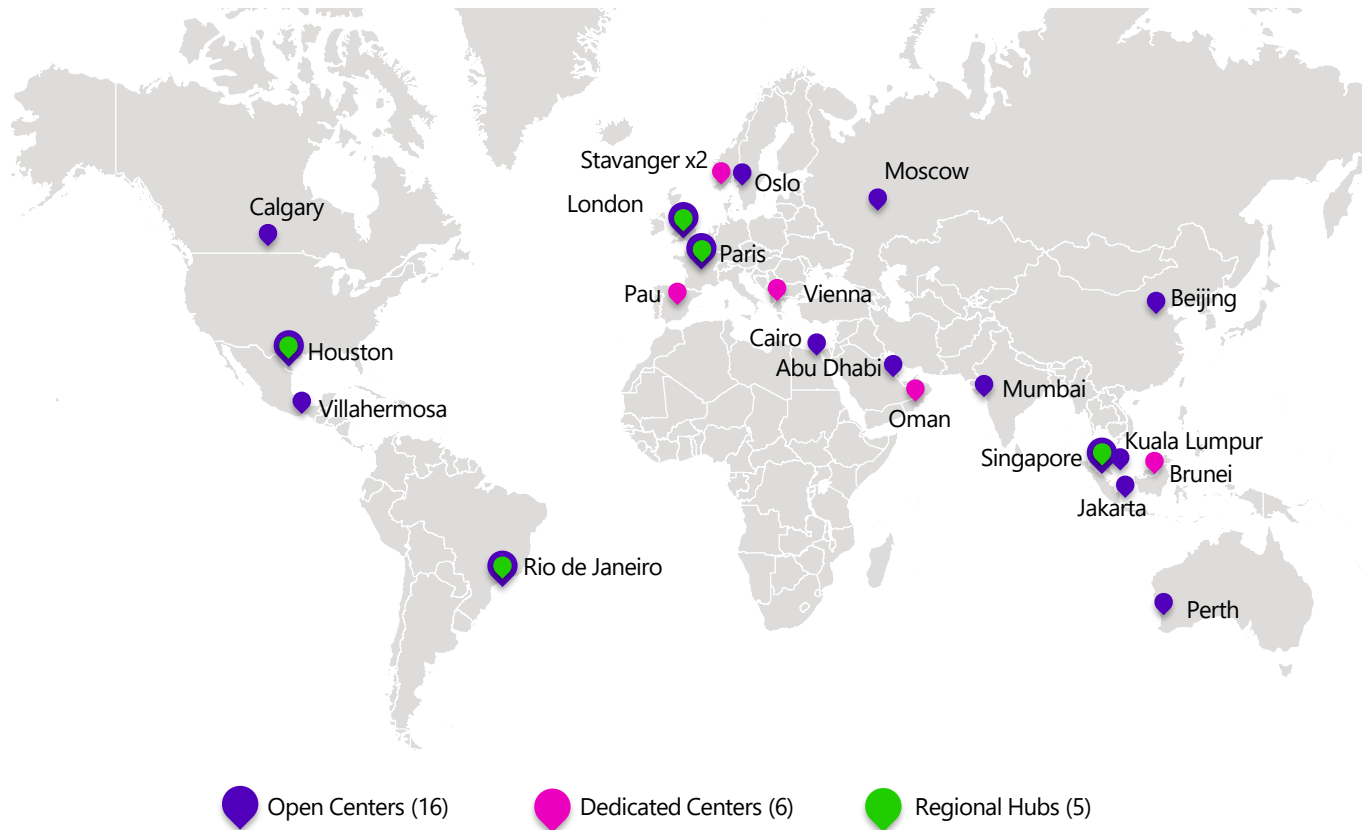 Stavanger x2
Oslo
Moscow
Calgary
London
Paris
Pau
Vienna
Beijing
Houston
Cairo
Abu Dhabi
Mumbai
Villahermosa
Oman
Kuala Lumpur
Singapore
Brunei
Jakarta
Rio de Janeiro
Perth
Open Centers (16)
Dedicated Centers (6)
Regional Hubs (5)